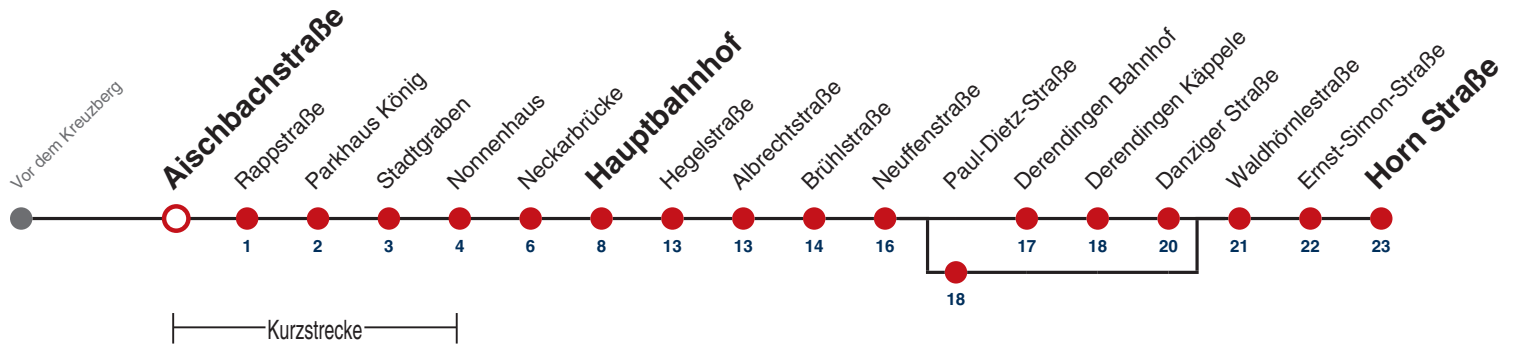 Vor dem Kreuzberg
Aischbachstraße
Rappstraße
Parkhaus König
Stadtgraben
Nonnenhaus
Neckarbrücke
Hauptbahnhof
Hegelstraße
Albrechtstraße
Brühlstraße
Neuffenstraße
Paul-Dietz-Straße
Derendingen Bahnhof
Derendingen Käppele
Danziger Straße
Waldhörnlestraße
Ernst-Simon-Straße
Horn Straße
1 2 3 4 6 8 13 13 14 16 17 18 20 21 22 23
18
Kurzstrecke